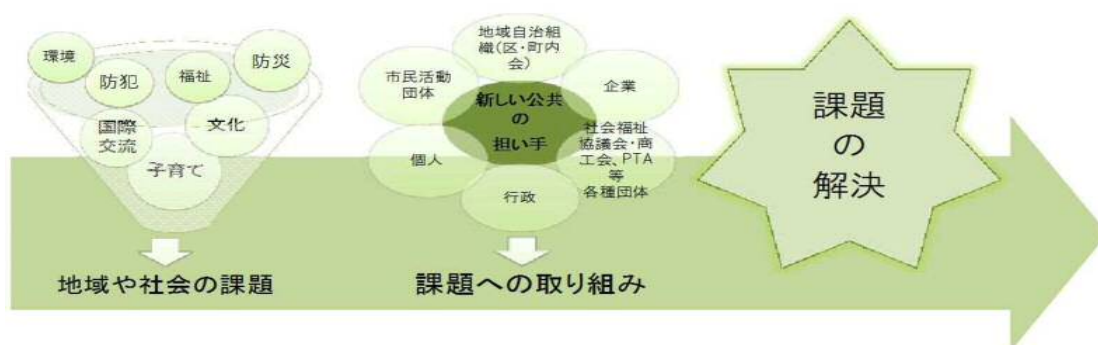 環境
防犯
福祉
防災
国際
交流
文化
子育て
地域や社会の課題
地域自治組
織(区・町内
会)
市民活動
団体
企業
新しい公共
の
担い手
個人
社会福祉
協議会・商
工会、PTA
等
各種団体
行政
課題への取り組み
課題
の
解決